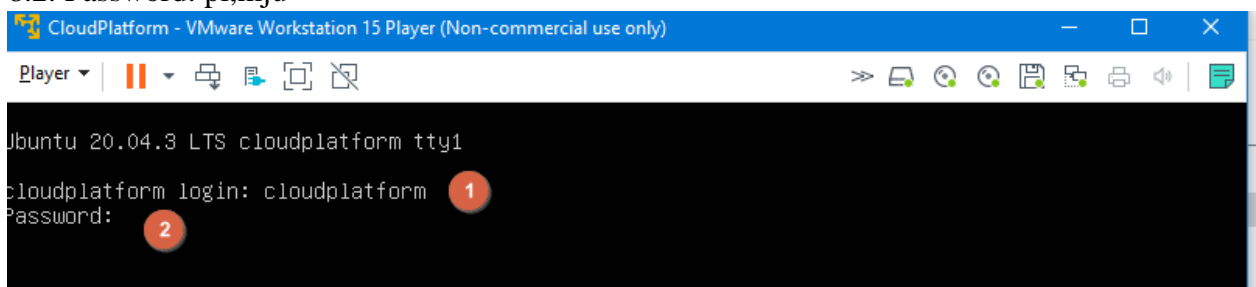 CloudPlatform - VMware Workstation 15 Player (Non-commercial use only)
Player
Ubuntu 20.04.3 LTS cloudplatform tty1
cloudplatform login: cloudplatform 1
Password:
2